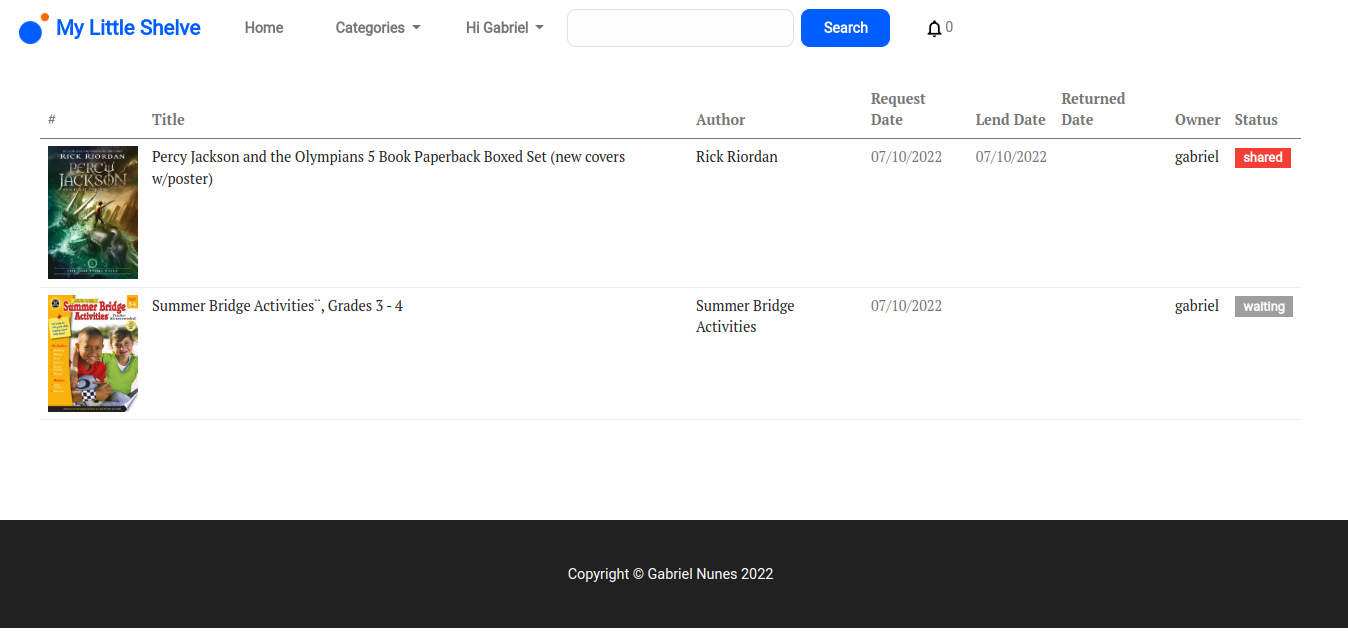 My Little Shelve
Home
Categories
Hi Gabriel
Search
0
#
Title
Author
Request Date
Lend Date
Returned Date
Owner
Status
RICK RIORDAN
PERCY
JACKSON
Percy Jackson and the Olympians 5 Book Paperback Boxed Set (new covers
w/poster)
Rick Riordan
07/10/2022
07/10/2022
gabriel
shared
Summer Bridge
Activities
Summer Bridge Activities¨, Grades 3 - 4
Summer Bridge
Activities
07/10/2022
gabriel
waiting
Copyright © Gabriel Nunes 2022